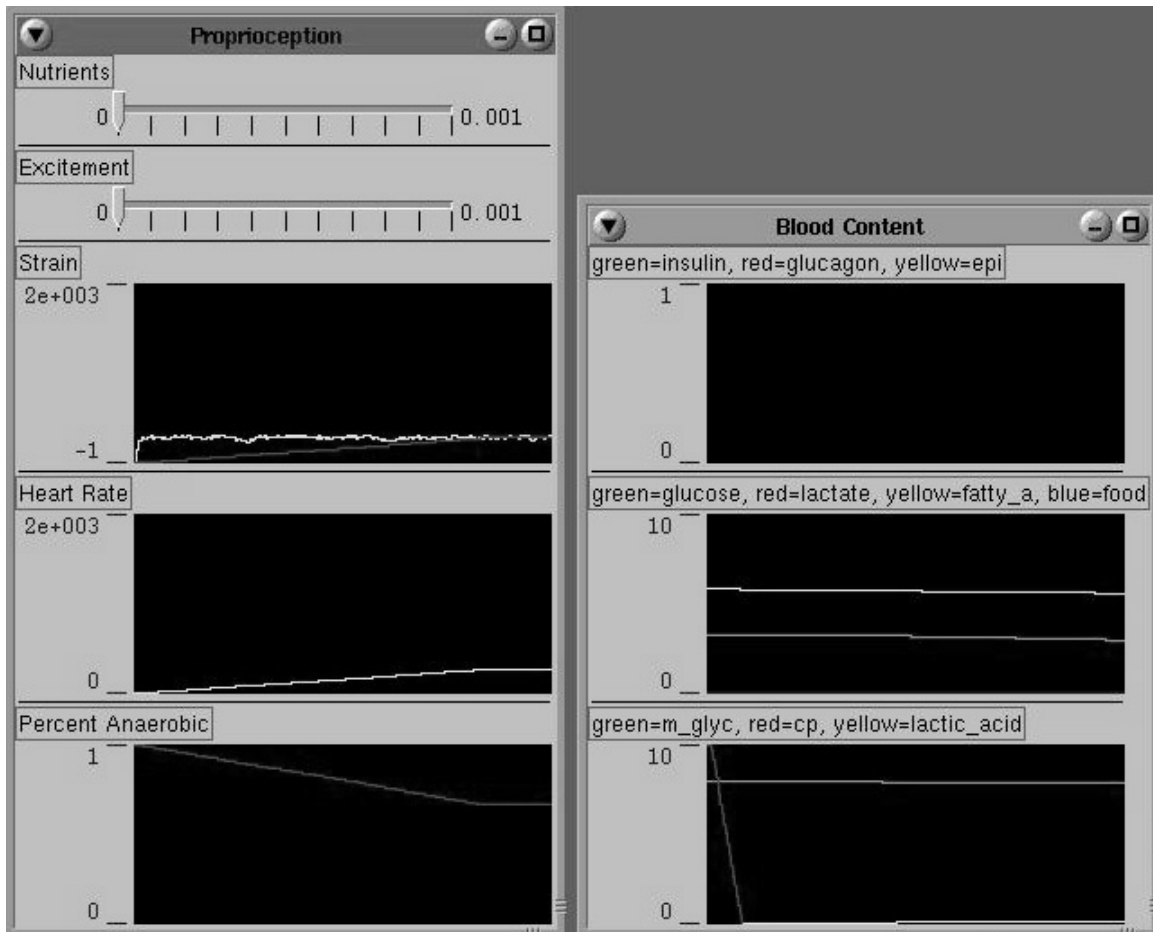 Proprioception
Nutrients
0 0.001
Excitement
0 0.001
Strain
2e+003
-1
Heart Rate
2e+003
0
Percent Anaerobic
1
0
Blood Content
green=insulin, red=glucagon, yellow=epi
1
0
green=glucose, red=lactate, yellow=fatty_a, blue=food
10
0
green=m_glyc, red=cp, yellow=lactic_acid
10
0